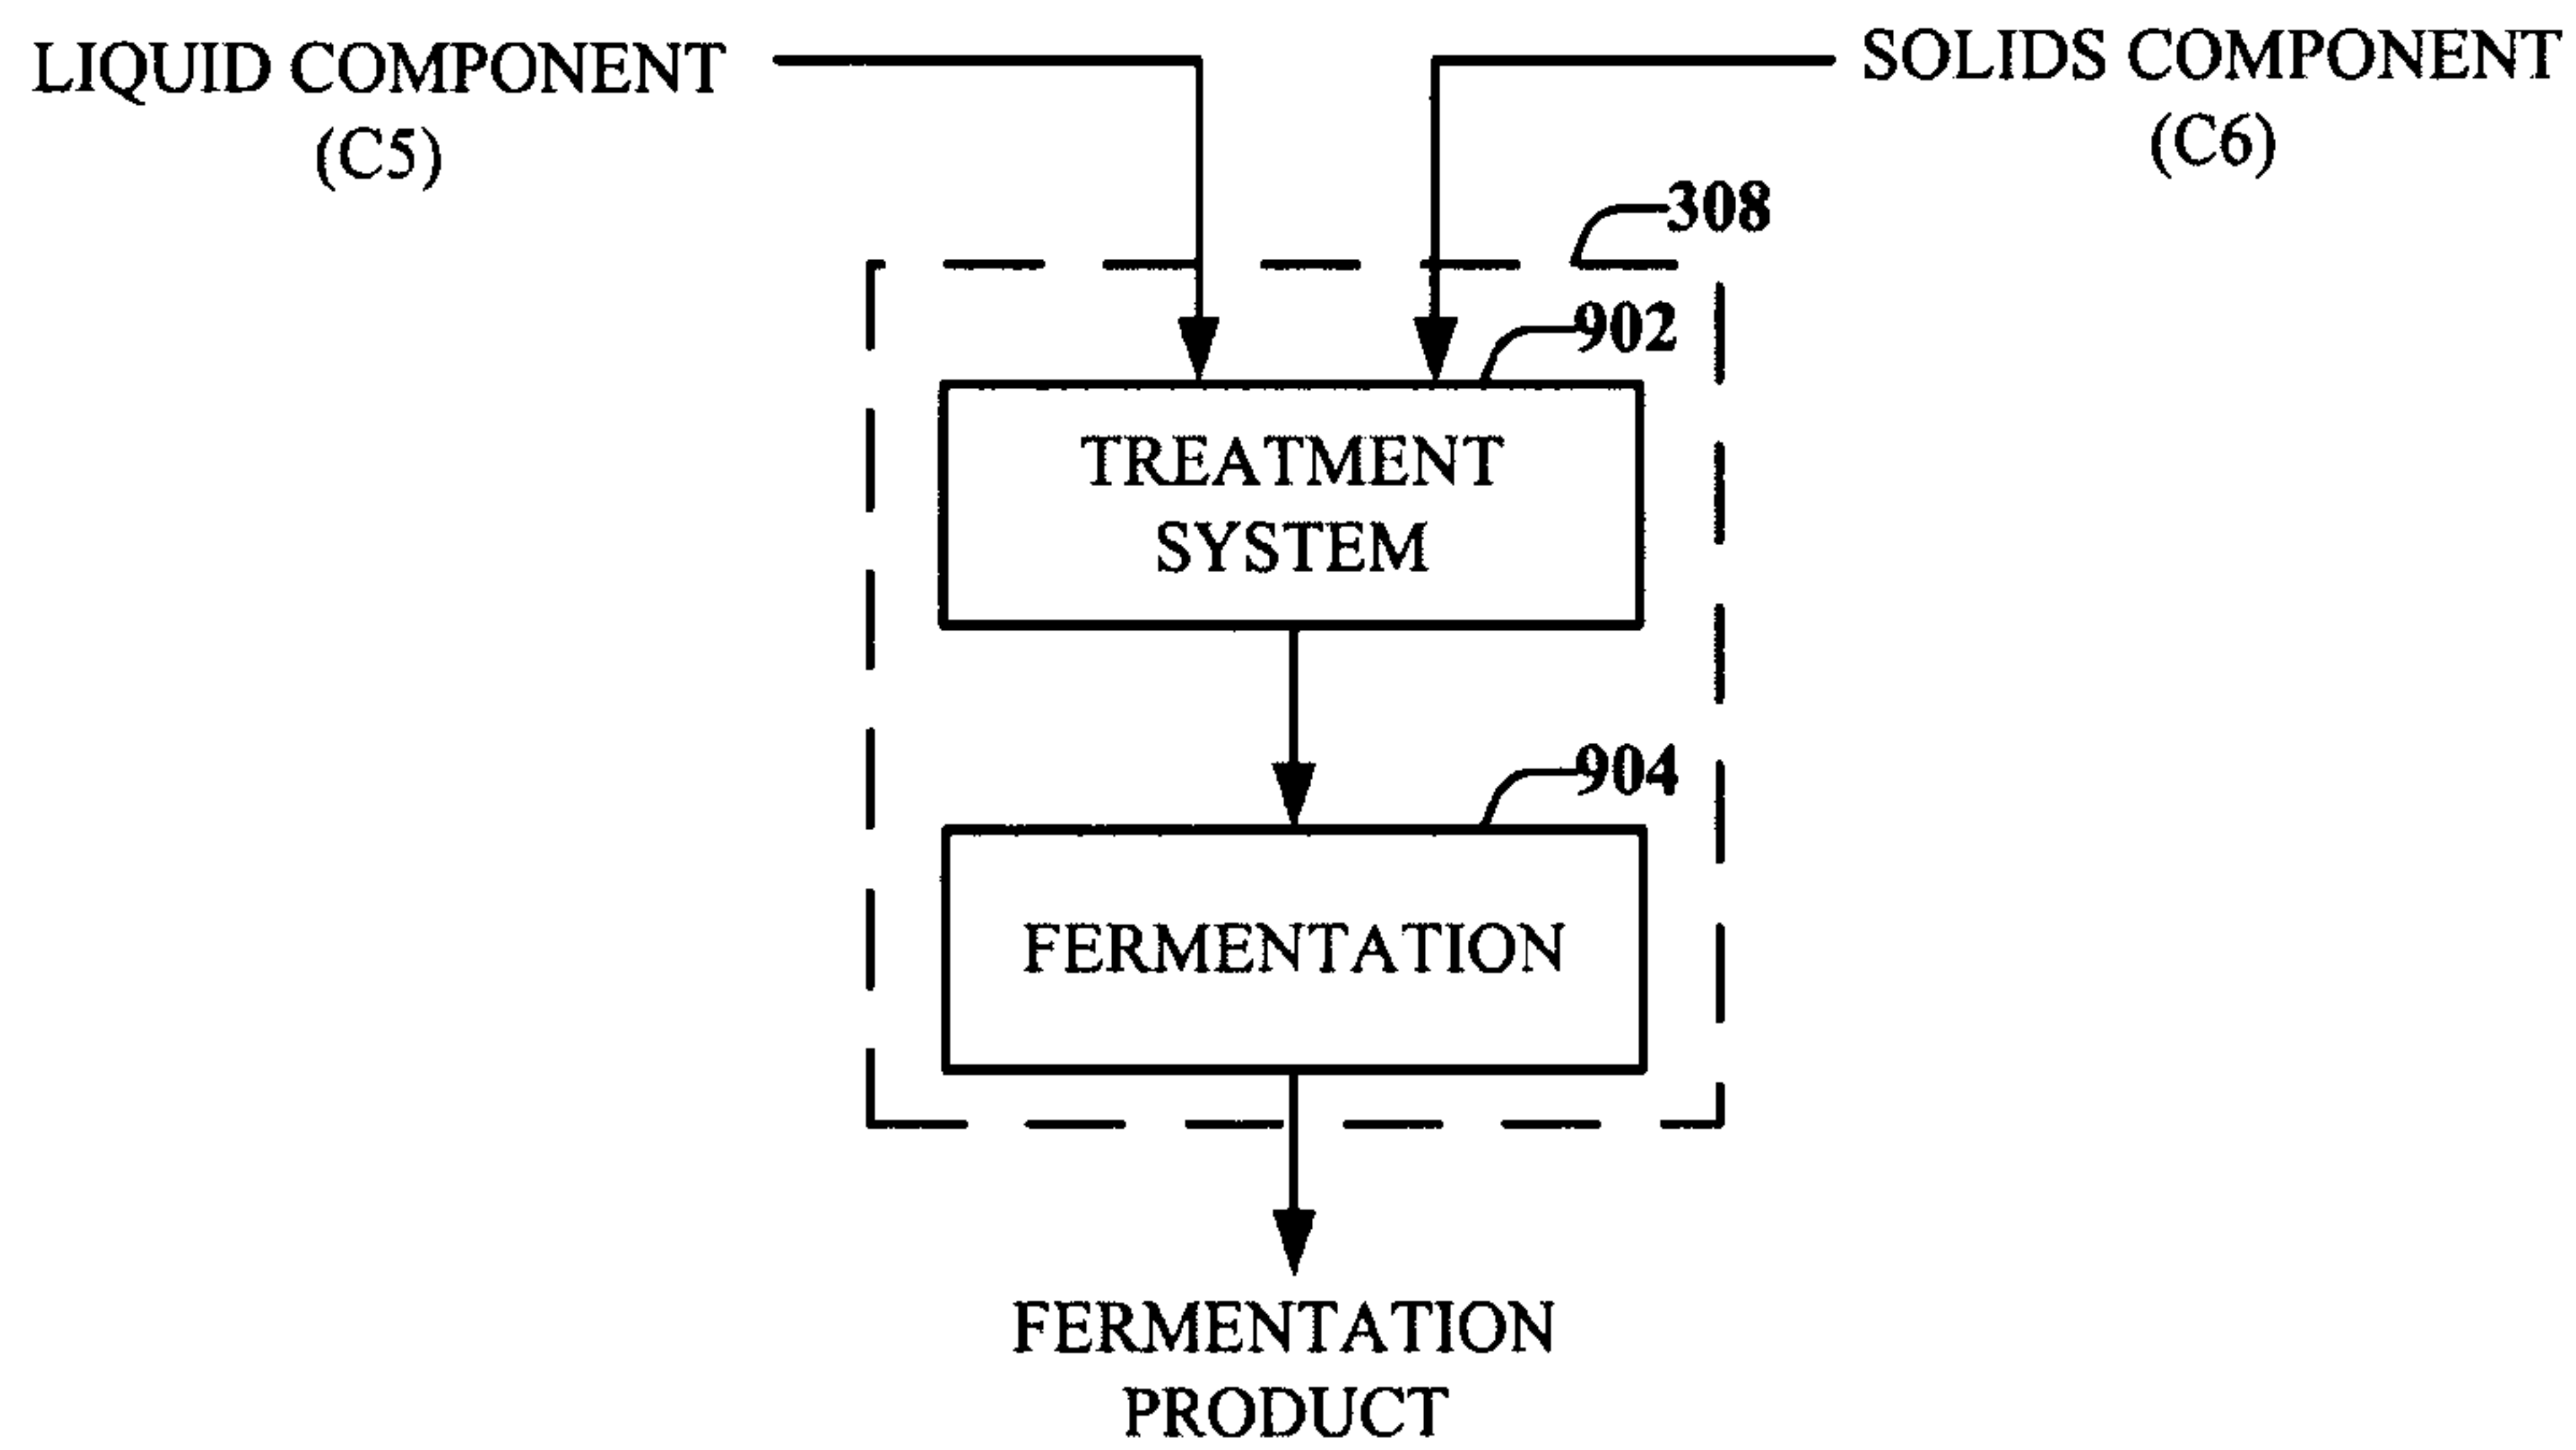 LIQUID COMPONENT
(C5)
SOLIDS COMPONENT
(C6)
308
902
TREATMENT
SYSTEM
904
FERMENTATION
FERMENTATION
PRODUCT